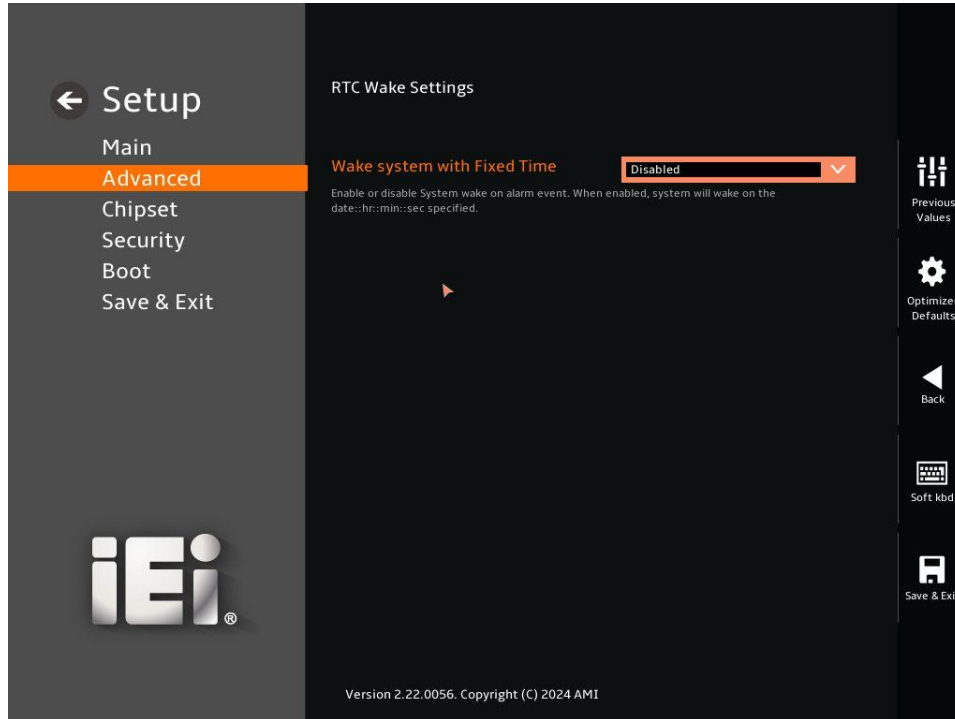 Setup
Main
Advanced
Chipset
Security
Boot
Save & Exit
iEi®
RTC Wake Settings
Wake system with Fixed Time
Disabled
Enable or disable System wake on alarm event. When enabled, system will wake on the
date::hr::min::sec specified.
Version 2.22.0056. Copyright (C) 2024 AMI
Previous
Values
Optimize
Defaults
Back
Soft kbd
Save & Exi